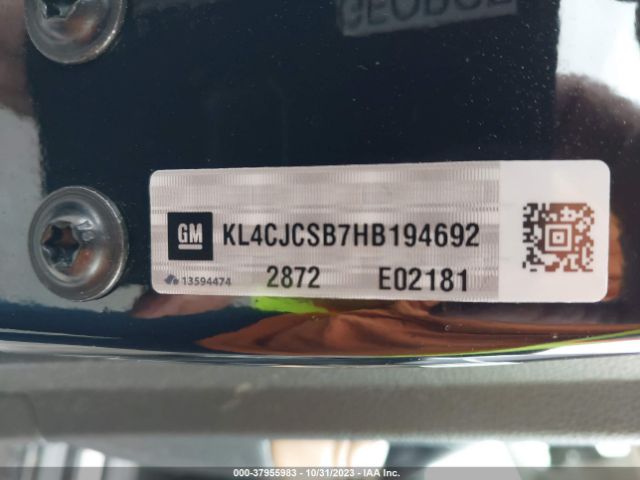 GM KL4CJCSB7HB194692
13594474 2872 E02181
000-37955983 - 10/31/2023 - IAA Inc.